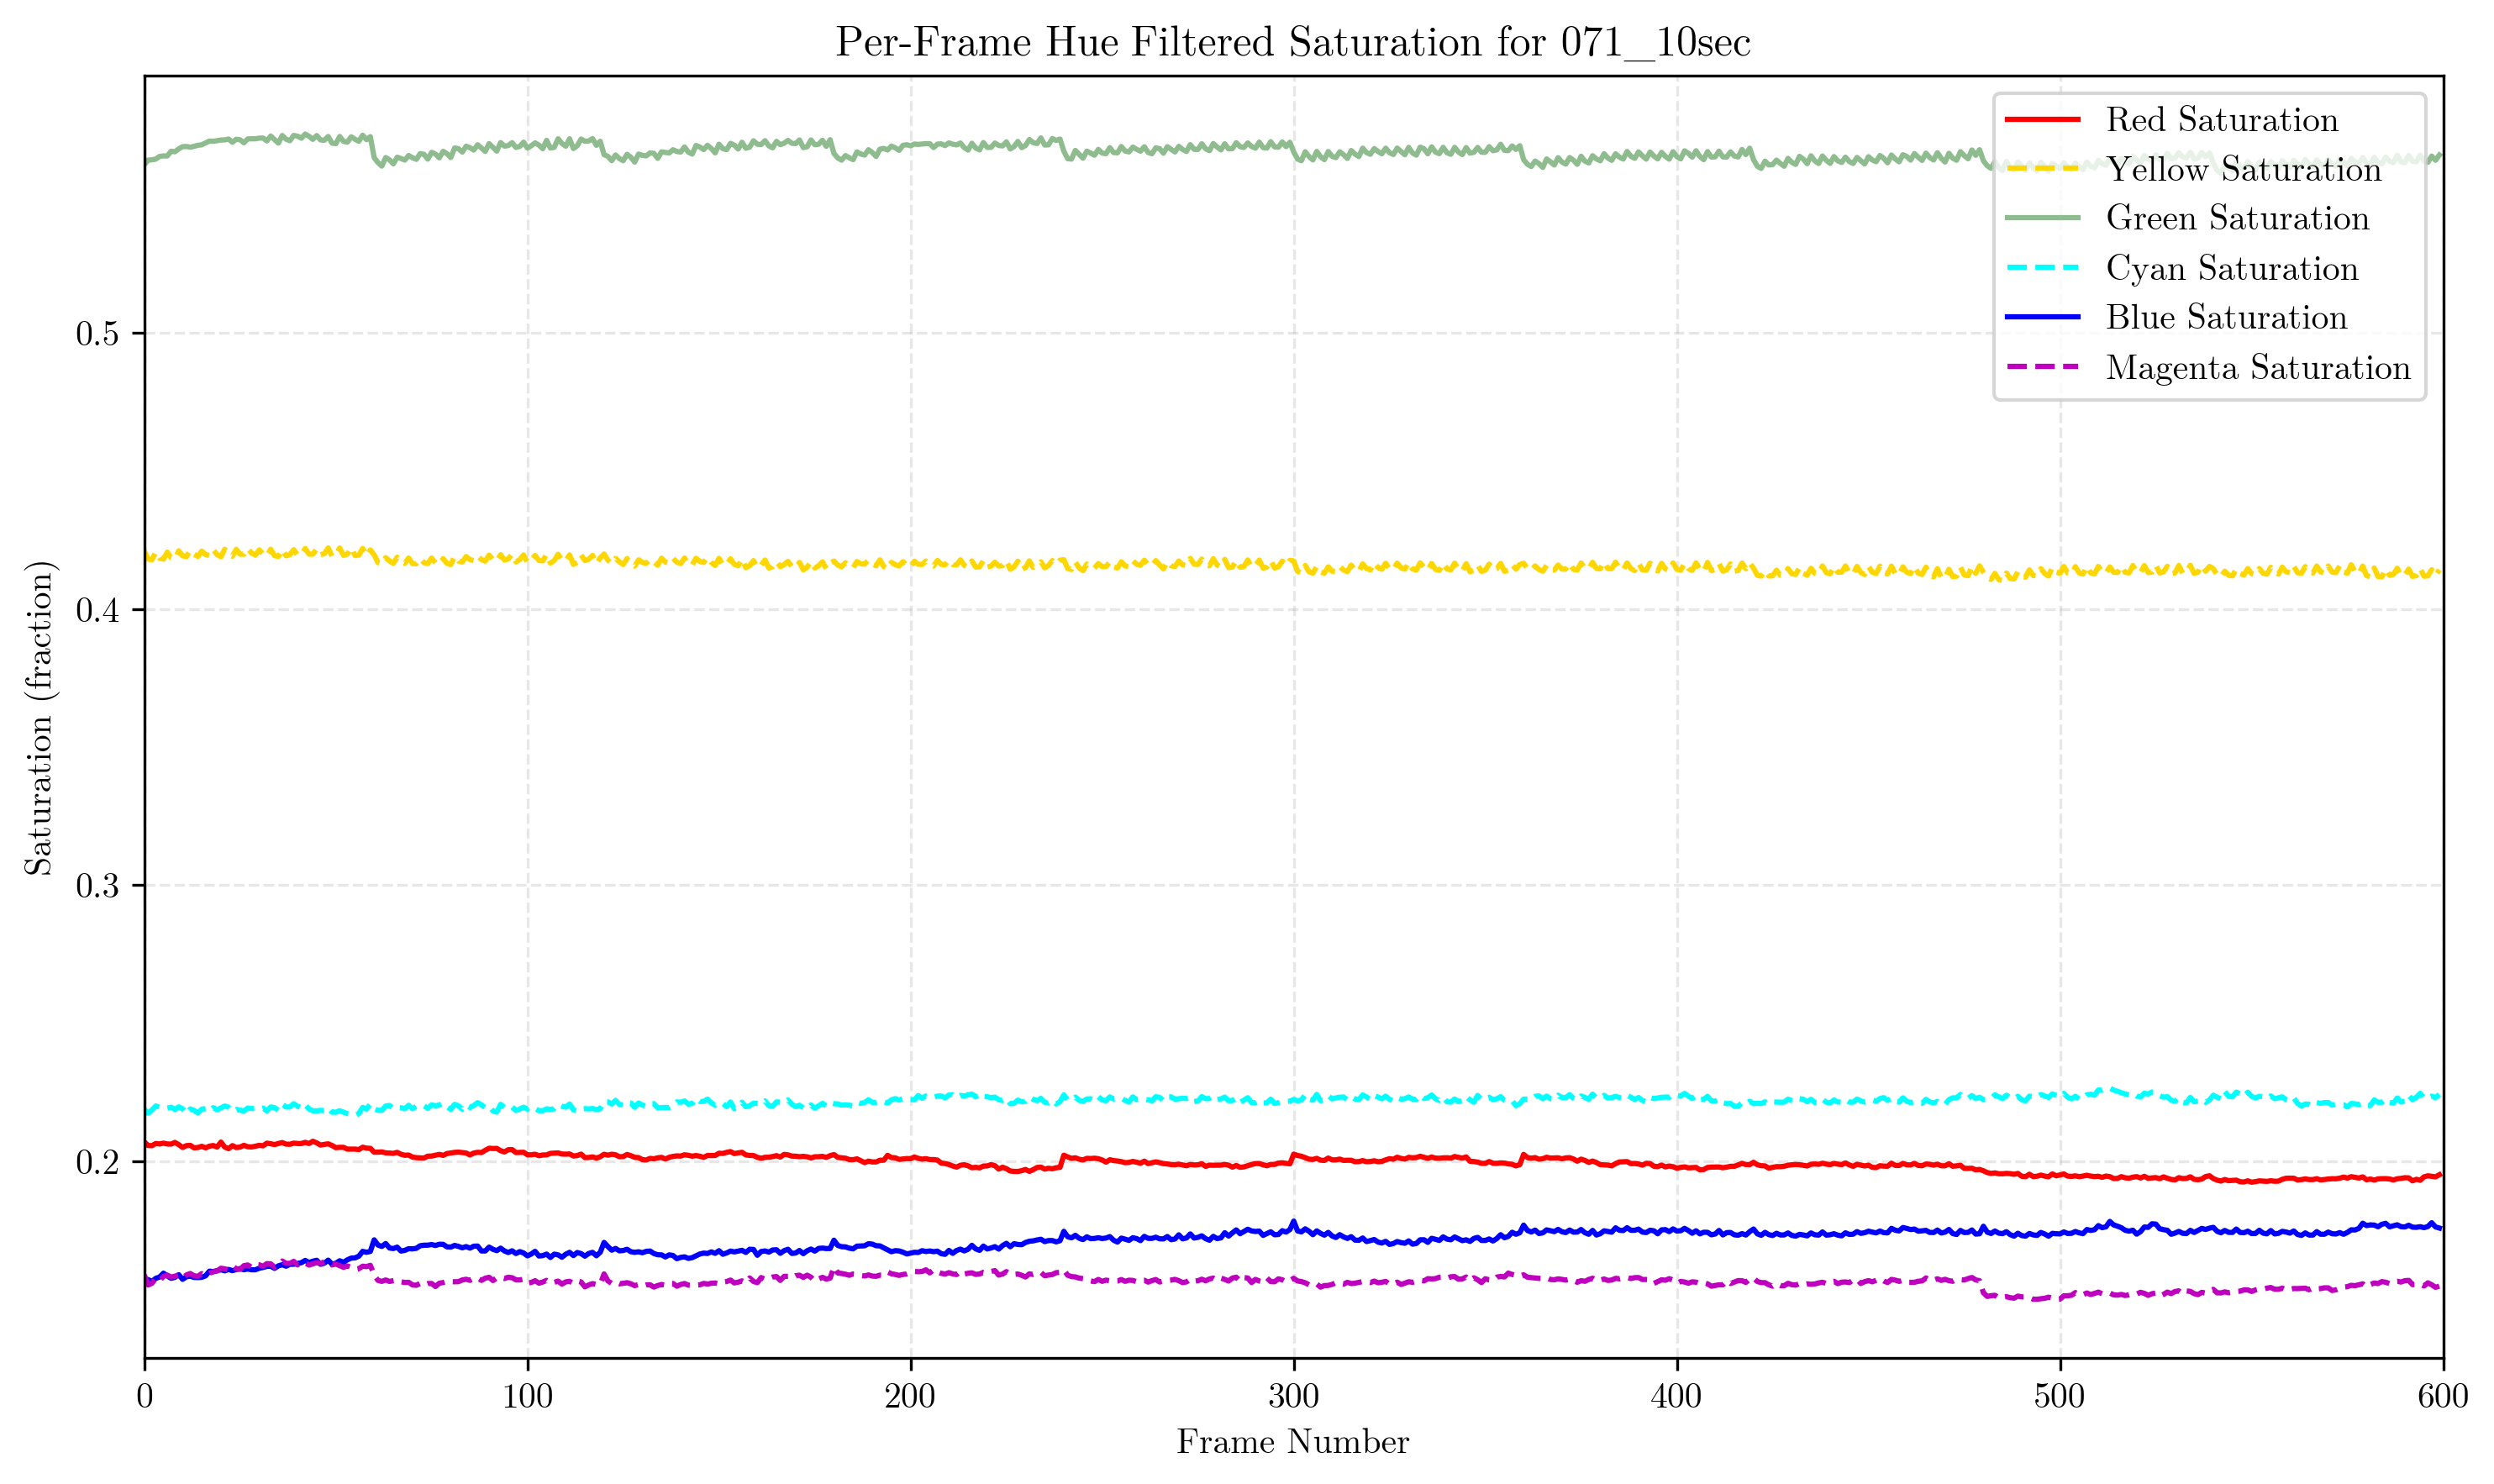 Per-Frame Hue Filtered Saturation for 071_10sec
Red Saturation
Yellow Saturation
Green Saturation
Cyan Saturation
Blue Saturation
Magenta Saturation
0.5
0.4
0.3
0.2
Saturation (fraction)
0 100 200 300 400 500 600
Frame Number